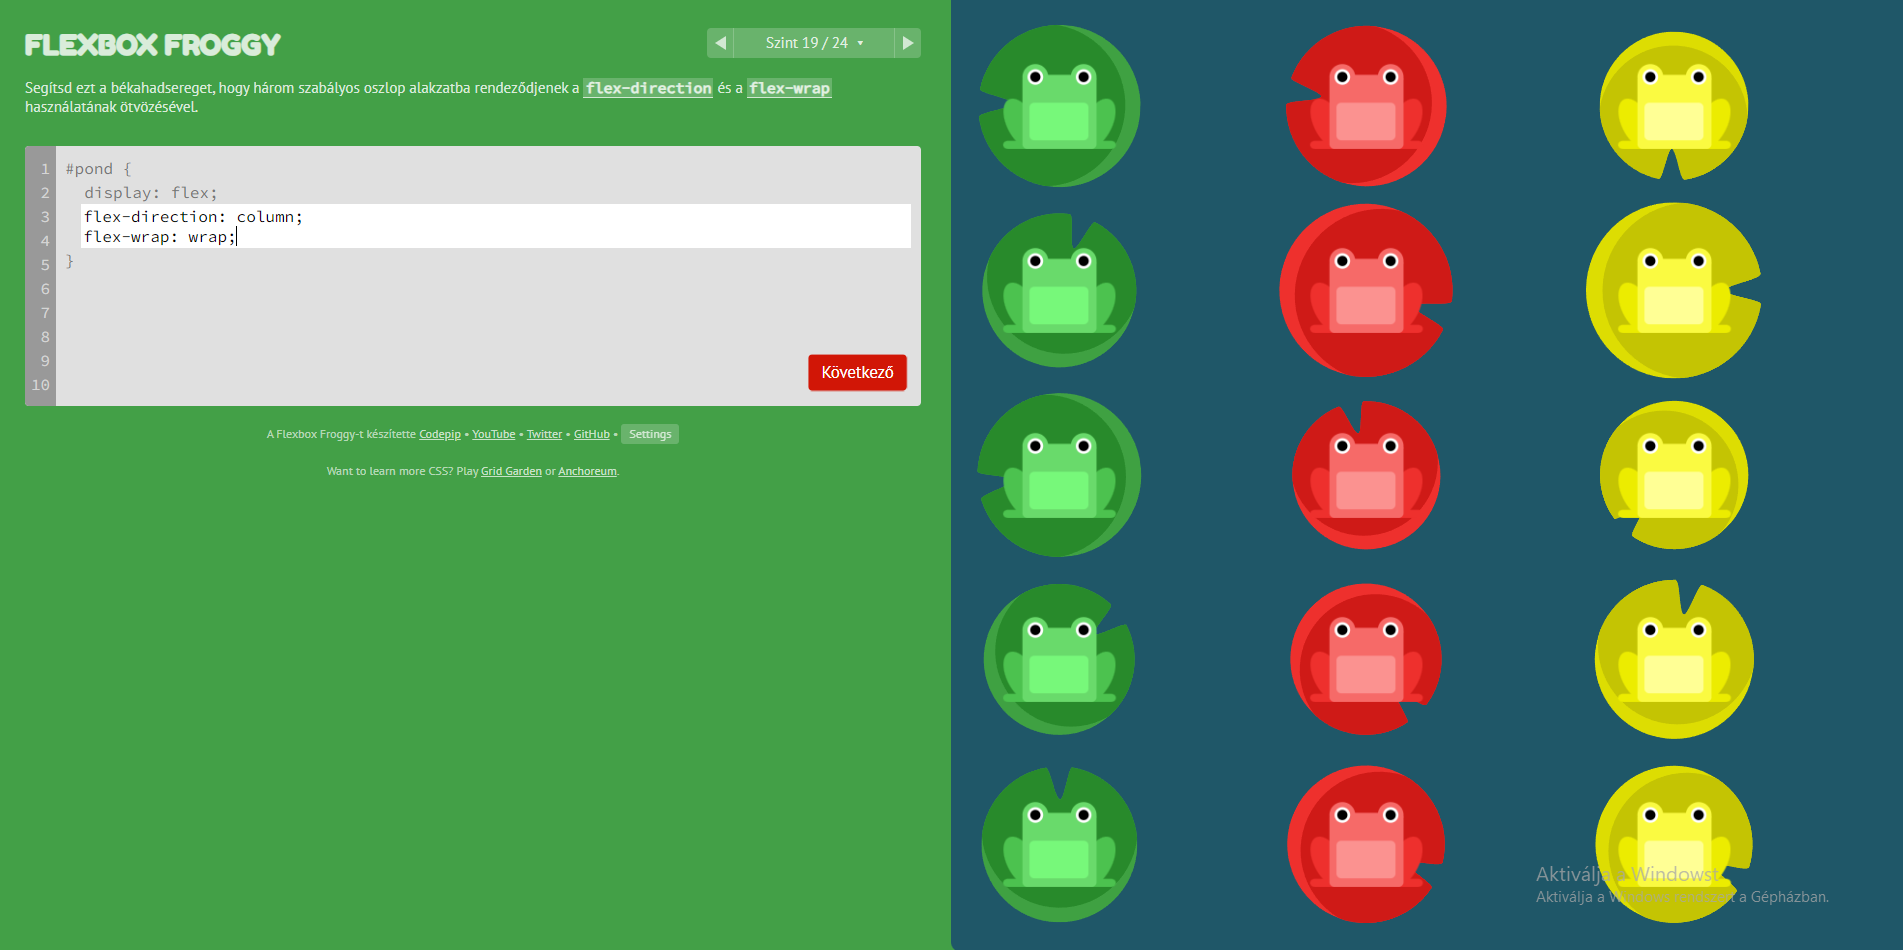 FLEXBOX FROGGY
Szint 19 / 24 ▾
Segítsd ezt a békahadsereget, hogy három szabályos oszlop alakzatba rendeződjenek a flex-direction és a flex-wrap
használatának ötvözésével.
1 #pond {
2 display: flex;
3 flex-direction: column;
4 flex-wrap: wrap;
5 }
6
7
8
9
10
Következő
A Flexbox Froggy-t készítette Codepip • YouTube • Twitter • GitHub • Settings
Want to learn more CSS? Play Grid Garden or Anchoreum.
Aktiválja a Windowst
Aktiválja a a Gépházban.